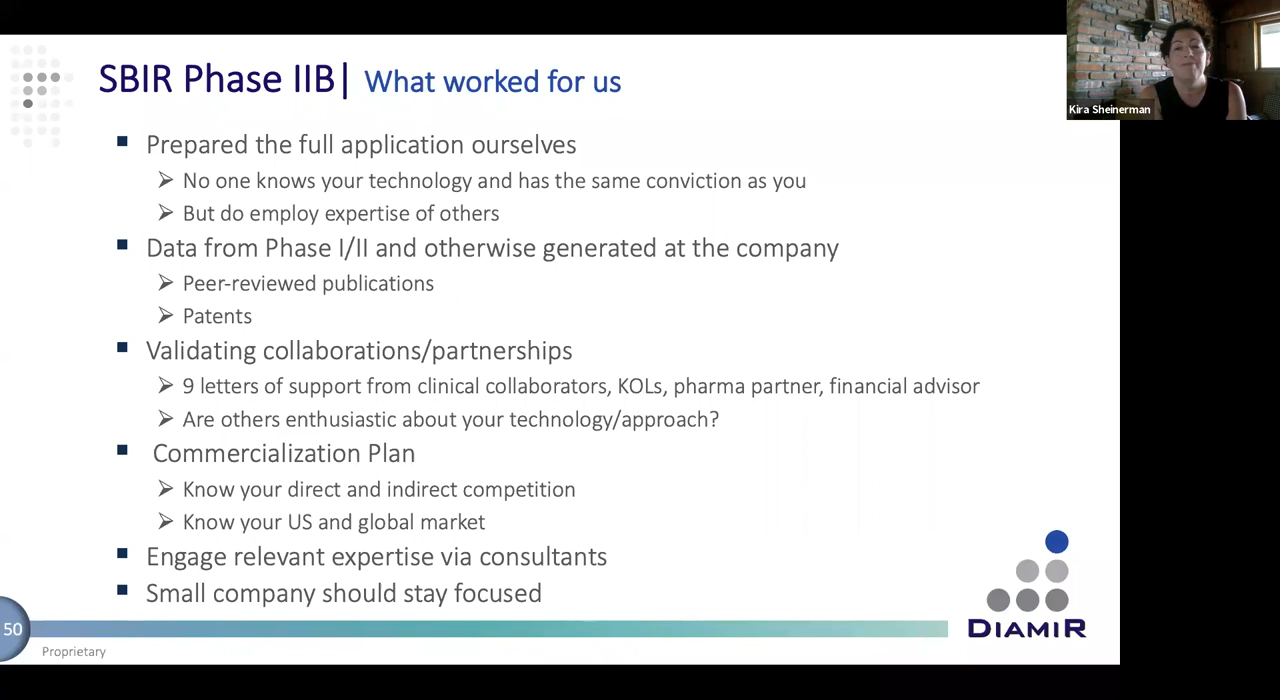 SBIR Phase IIB| What worked for us
Kira Sheinerman
▪ Prepared the full application ourselves
➢ No one knows your technology and has the same conviction as you
➢ But do employ expertise of others
▪ Data from Phase I/II and otherwise generated at the company
➢ Peer-reviewed publications
➢ Patents
▪ Validating collaborations/partnerships
➢ 9 letters of support from clinical collaborators, KOLs, pharma partner, financial advisor
➢ Are others enthusiastic about your technology/approach?
▪ Commercialization Plan
➢ Know your direct and indirect competition
➢ Know your US and global market
▪ Engage relevant expertise via consultants
▪ Small company should stay focused
50
DIAMIR
Proprietary